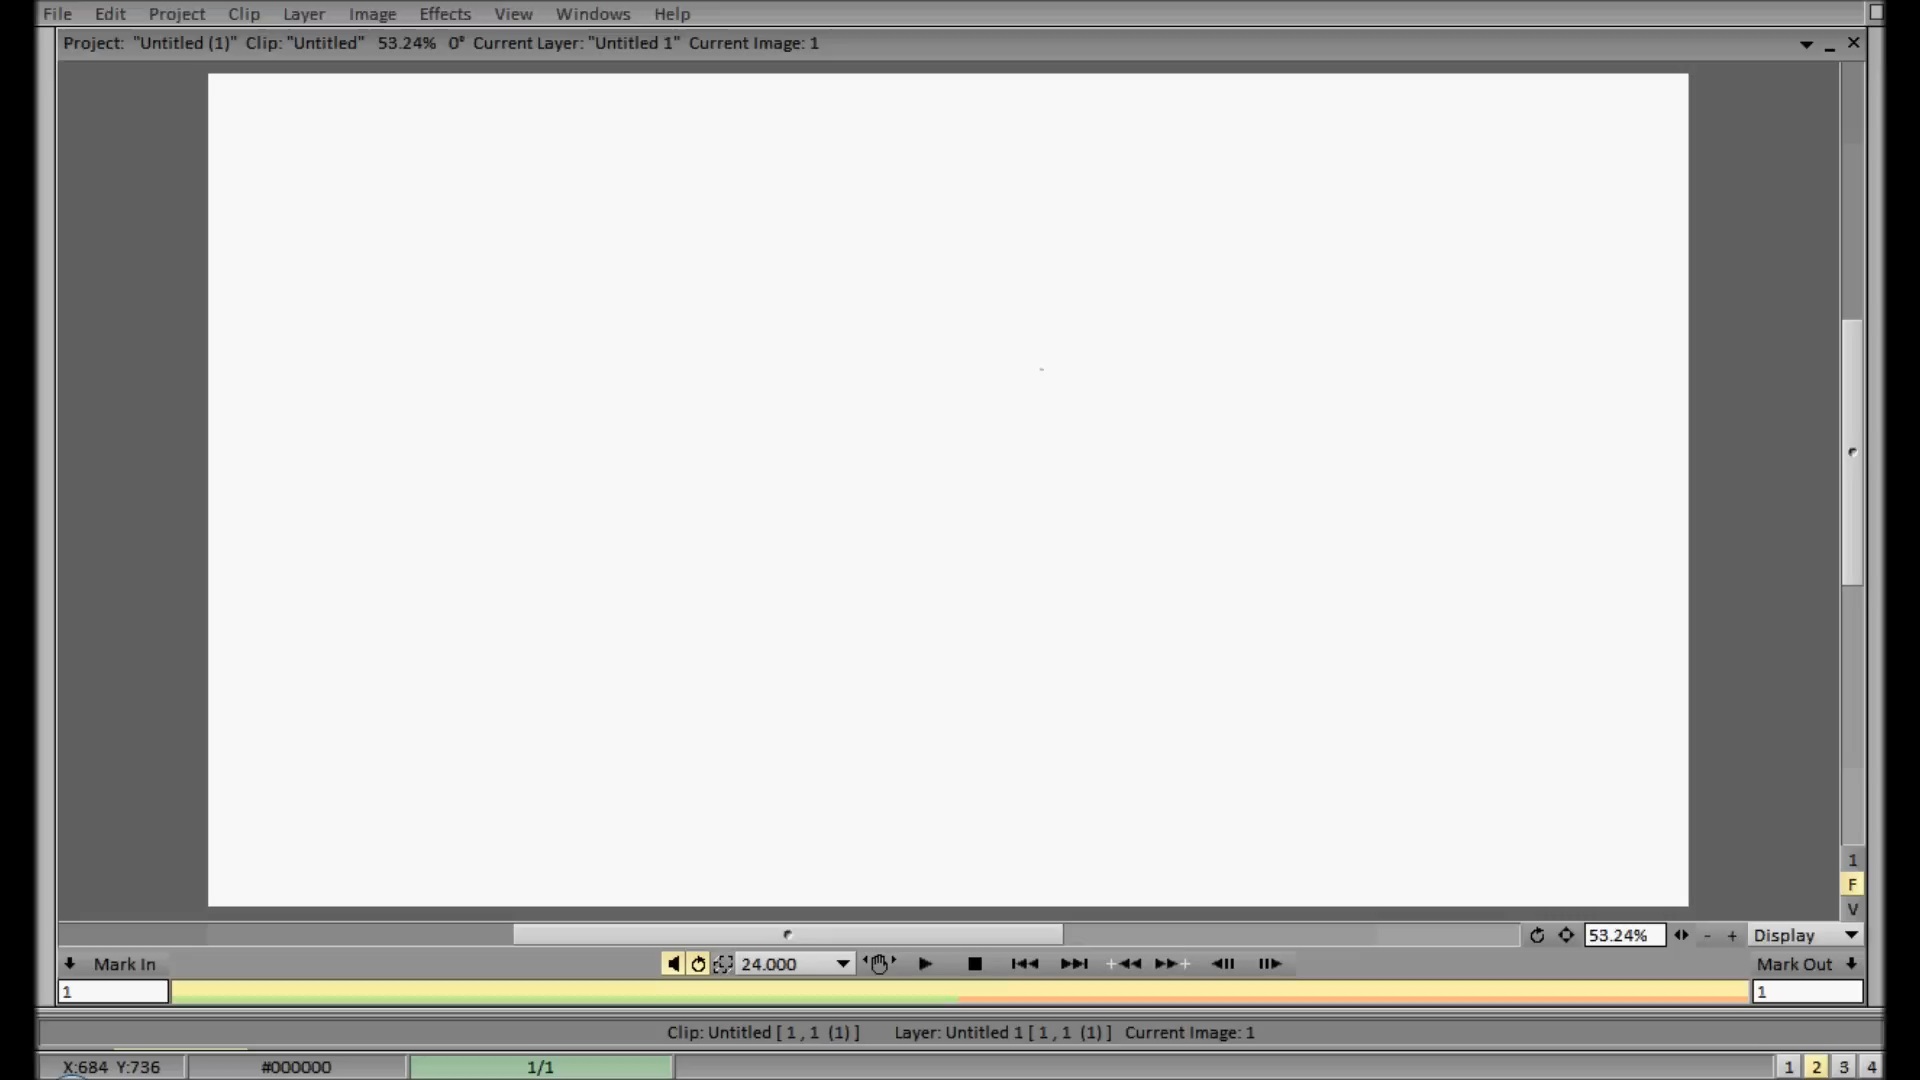 File Edit Project Clip Layer Image Effects View Windows Help
Project: "Untitled (1)" Clip: "Untitled" 53.24% 0° Current Layer: "Untitled 1" Current Image: 1
1
F
V
53.24% - + Display
Mark In 24.000 Mark Out
1 1
Clip: Untitled [ 1 , 1 (1) ] Layer: Untitled 1 [ 1 , 1 (1) ] Current Image: 1
X:684 Y:736 #000000 1/1 1 2 3 4